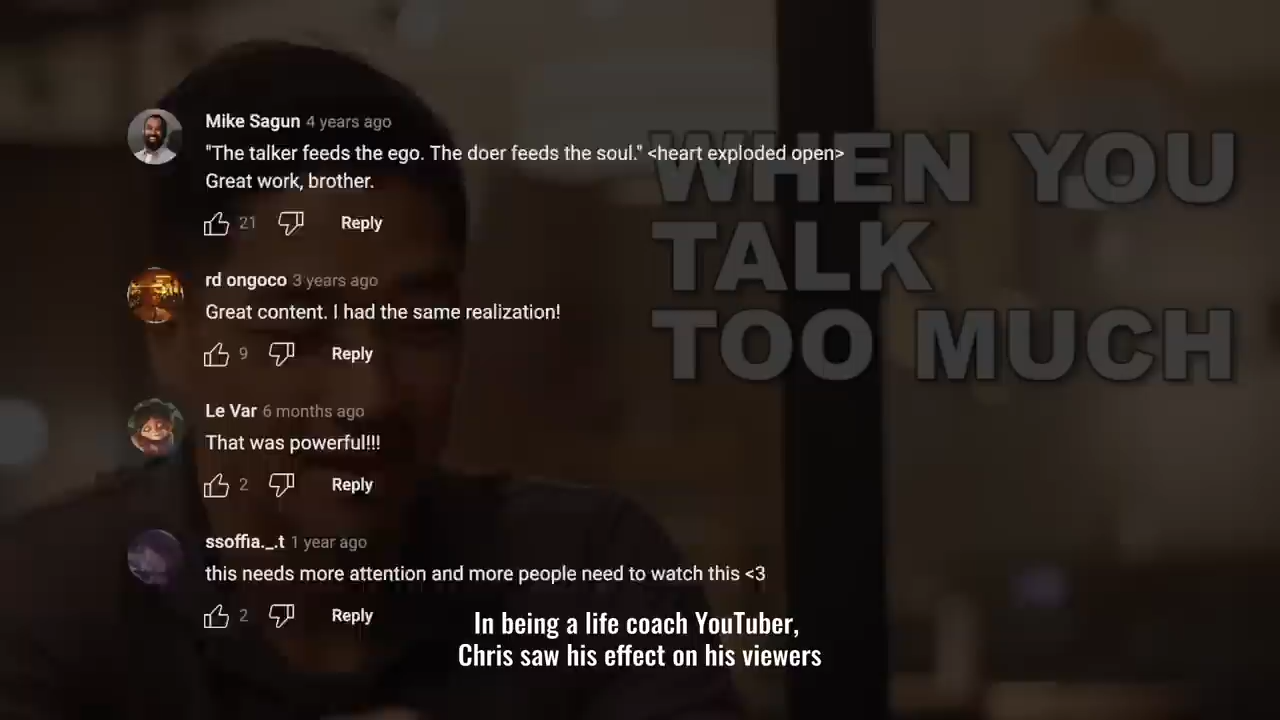 Mike Sagun 4 years ago
"The talker feeds the ego. The doer feeds the soul." <heart exploded open>
Great work, brother.
21 Reply
rd ongoco 3 years ago
Great content. I had the same realization!
9 Reply
Le Var 6 months ago
That was powerful!!!
2 Reply
ssoffia._.t 1 year ago
this needs more attention and more people need to watch this <3
2 Reply
WHEN YOU
TALK
TOO MUCH
In being a life coach YouTuber,
Chris saw his effect on his viewers